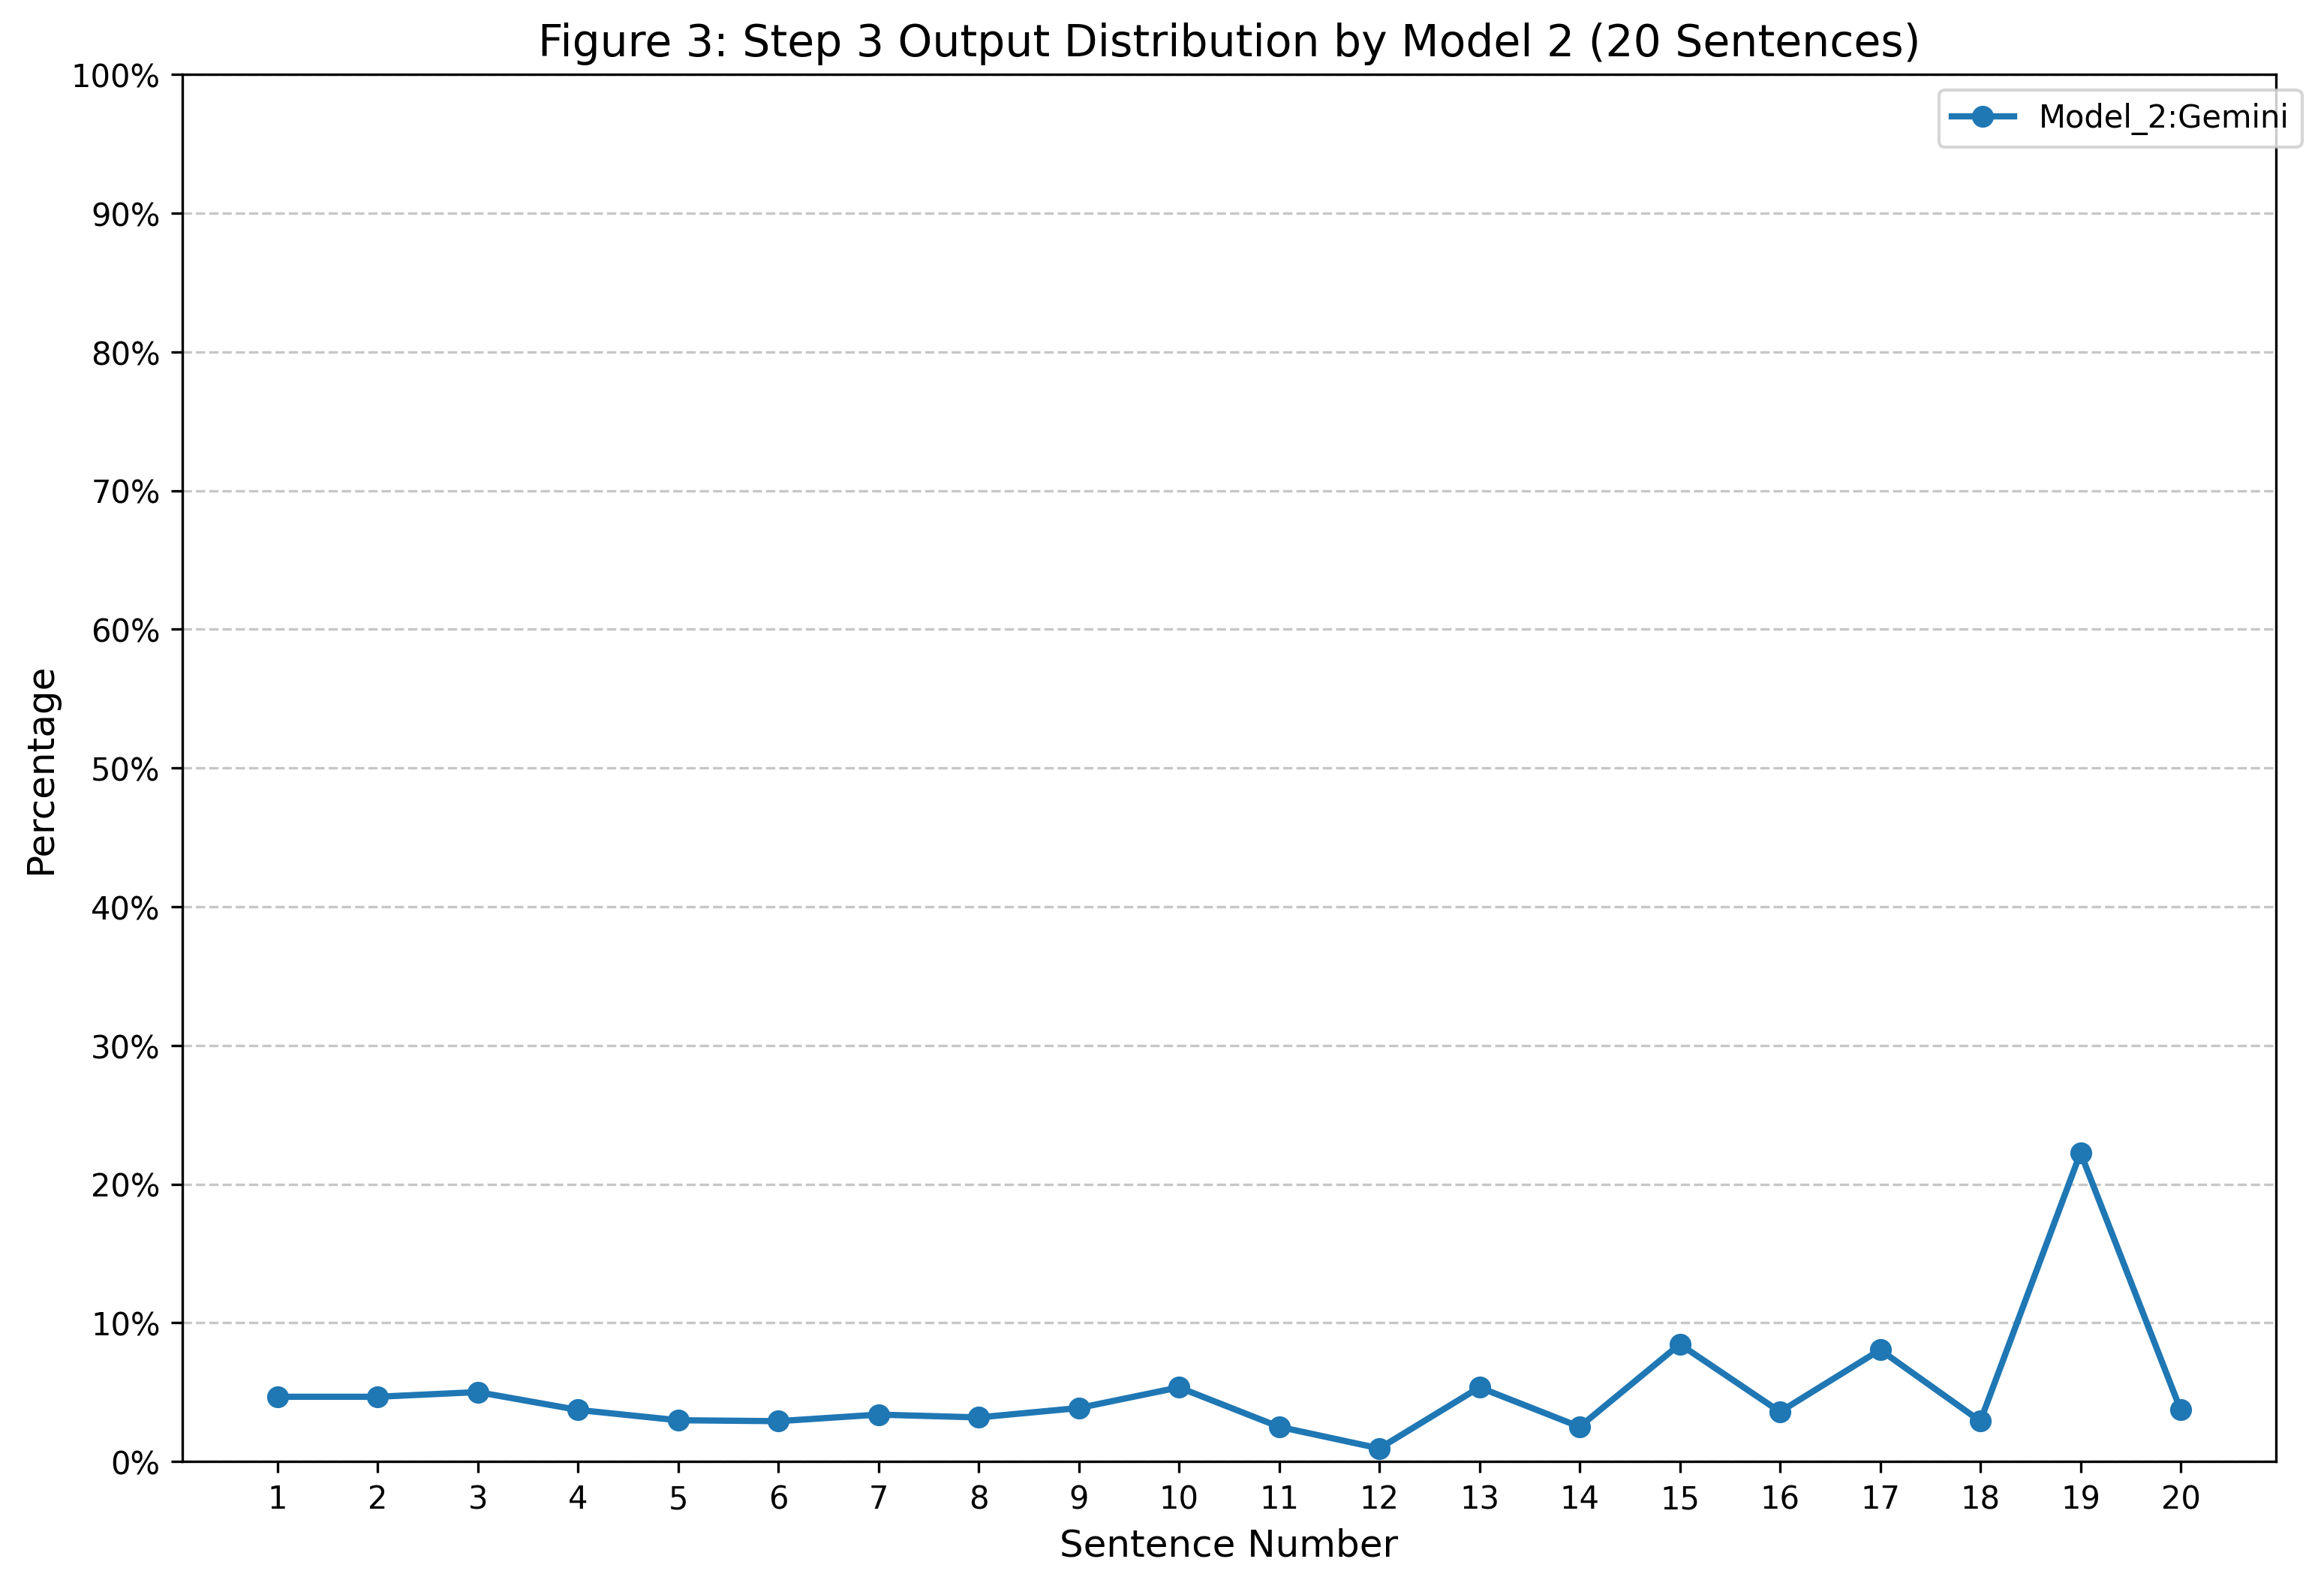 Figure 3: Step 3 Output Distribution by Model 2 (20 Sentences)
Model_2:Gemini
100%
90%
80%
70%
60%
50%
40%
30%
20%
10%
0%
Percentage
1 2 3 4 5 6 7 8 9 10 11 12 13 14 15 16 17 18 19 20
Sentence Number